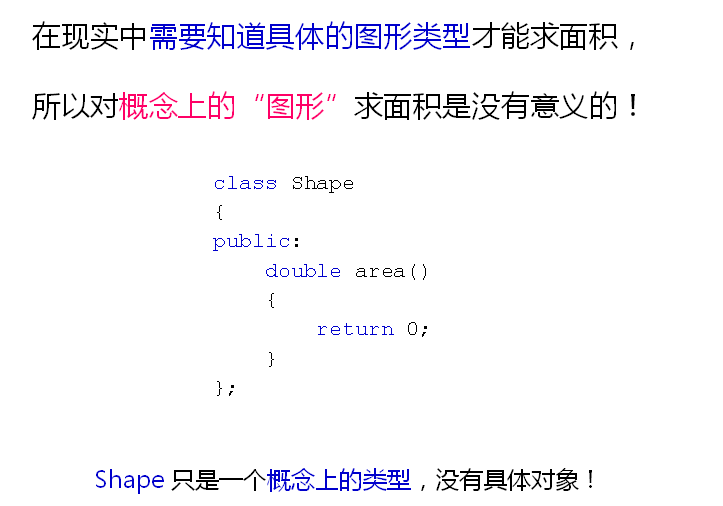 在现实中需要知道具体的图形类型才能求面积，
所以对概念上的“图形”求面积是没有意义的！
class Shape
{
public:
    double area()
    {
        return 0;
    }
};
Shape 只是一个概念上的类型，没有具体对象！